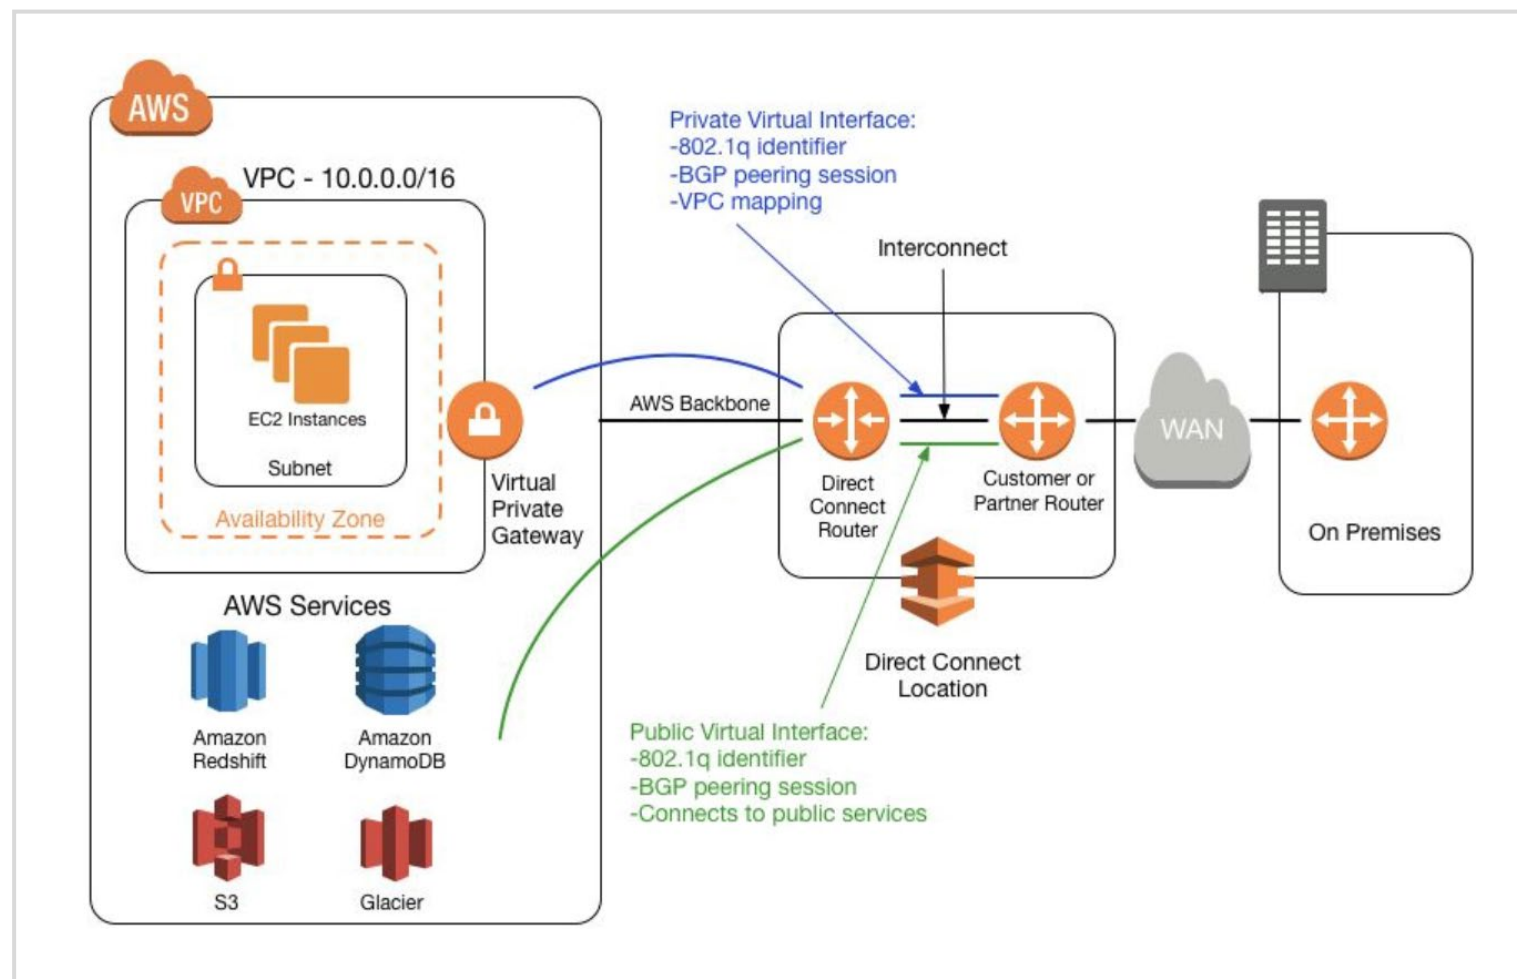 AWS
VPC - 10.0.0.0/16
VPC
EC2 Instances
Subnet
Availability Zone
Virtual
Private
Gateway
AWS Services
Amazon
Redshift
Amazon
DynamoDB
S3
Glacier
Private Virtual Interface:
-802.1q identifier
-BGP peering session
-VPC mapping
Interconnect
AWS Backbone
Direct
Connect
Router
Customer or
Partner Router
Direct Connect
Location
Public Virtual Interface:
-802.1q identifier
-BGP peering session
-Connects to public services
WAN
On Premises